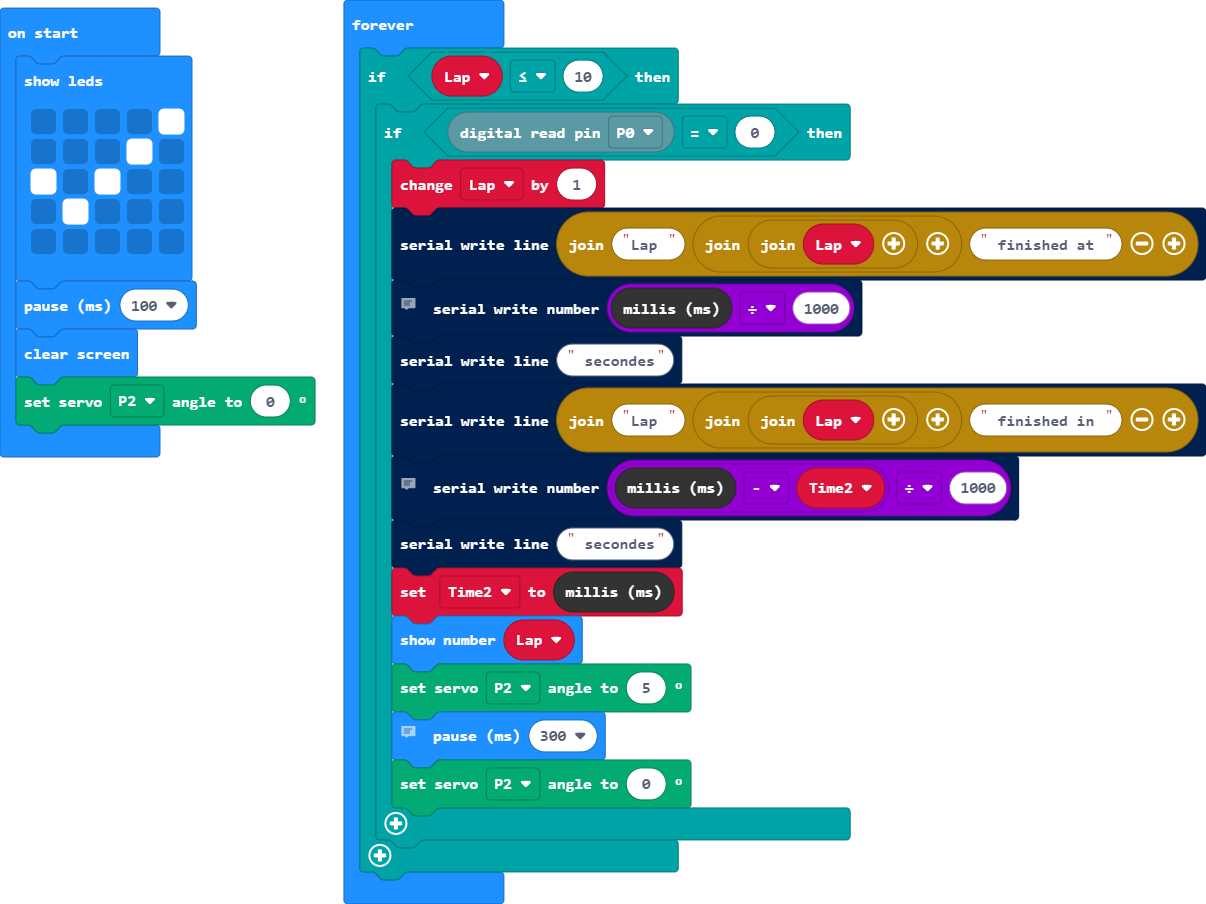 on start
show leds
pause (ms) 100
clear screen
set servo P2 angle to 0 °
forever
if Lap ≤ 10 then
if digital read pin P0 = 0 then
change Lap by 1
serial write line join "Lap " join join Lap " finished at "
serial write number millis (ms) ÷ 1000
serial write line " secondes"
serial write line join "Lap " join join Lap " finished in "
serial write number millis (ms) - Time2 ÷ 1000
serial write line " secondes"
set Time2 to millis (ms)
show number Lap
set servo P2 angle to 5 °
pause (ms) 300
set servo P2 angle to 0 °